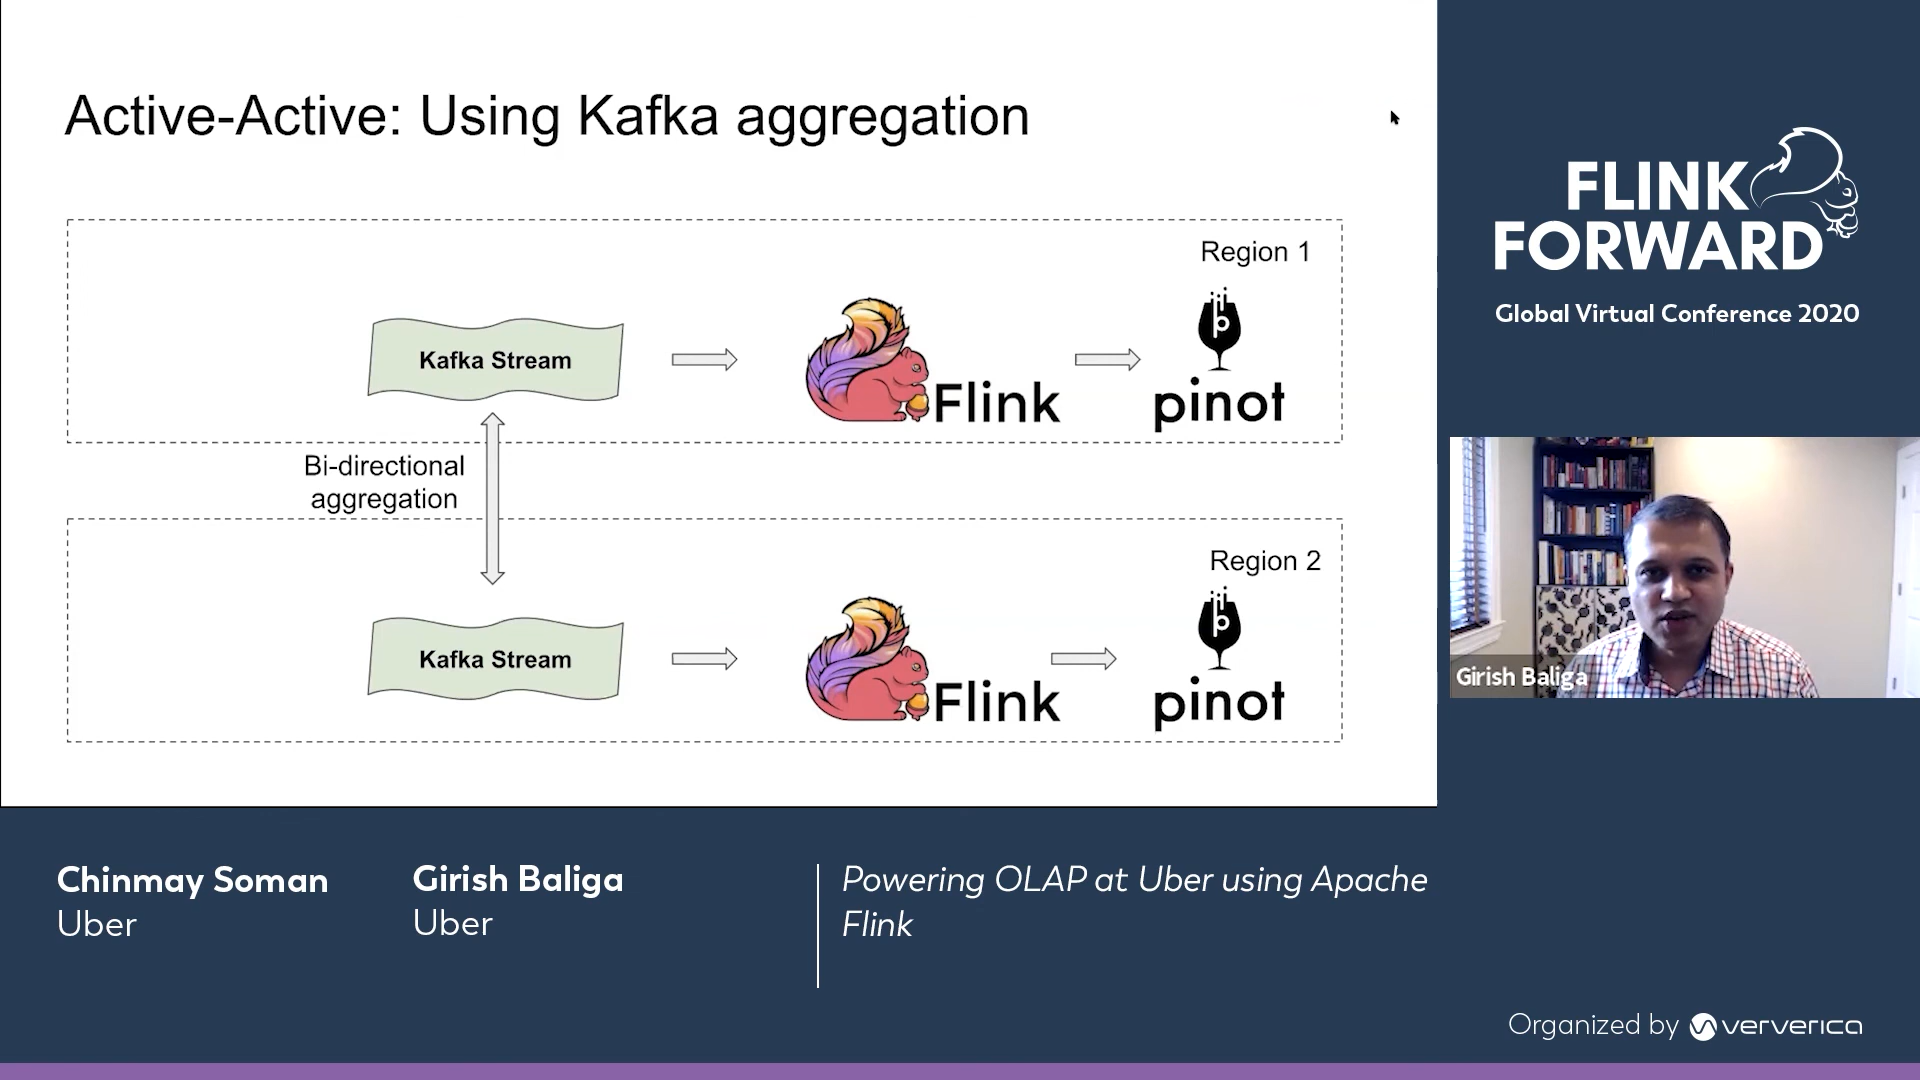 Active-Active: Using Kafka aggregation
Region 1
Kafka Stream
Flink
pinot
Bi-directional
aggregation
Region 2
Kafka Stream
Flink
pinot
FLINK
FORWARD
Global Virtual Conference 2020
Girish Baliga
Chinmay Soman
Uber
Girish Baliga
Uber
Powering OLAP at Uber using Apache
Flink
Organized by ververica